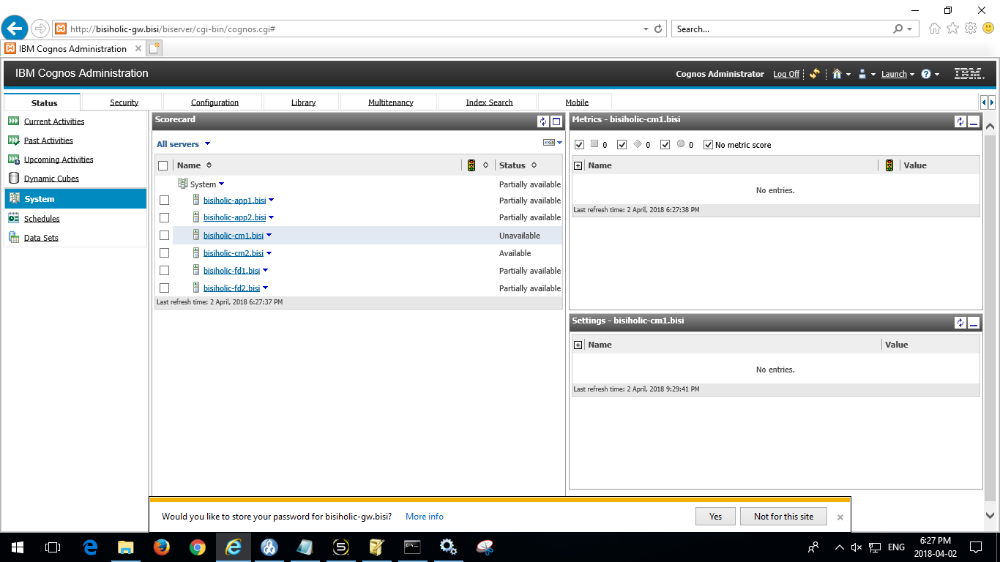 http://bisiholic-gw.bisi/biserver/cgi-bin/cognos.cgi#
Search...
IBM Cognos Administration
IBM Cognos Administration
Cognos Administrator Log Off Launch IBM.
Status Security Configuration Library Multitenancy Index Search Mobile
Current Activities
Past Activities
Upcoming Activities
Dynamic Cubes
System
Schedules
Data Sets
Scorecard
All servers
Name Status
System Partially available
bisiholic-app1.bisi Partially available
bisiholic-app2.bisi Partially available
bisiholic-cm1.bisi Unavailable
bisiholic-cm2.bisi Available
bisiholic-fd1.bisi Partially available
bisiholic-fd2.bisi Partially available
Last refresh time: 2 April, 2018 6:27:37 PM
Metrics - bisiholic-cm1.bisi
0 0 0 No metric score
Name Value
No entries.
Last refresh time: 2 April, 2018 6:27:38 PM
Settings - bisiholic-cm1.bisi
Name Value
No entries.
Last refresh time: 2 April, 2018 9:29:41 PM
Would you like to store your password for bisiholic-gw.bisi? More info Yes Not for this site
ENG
6:27 PM
2018-04-02